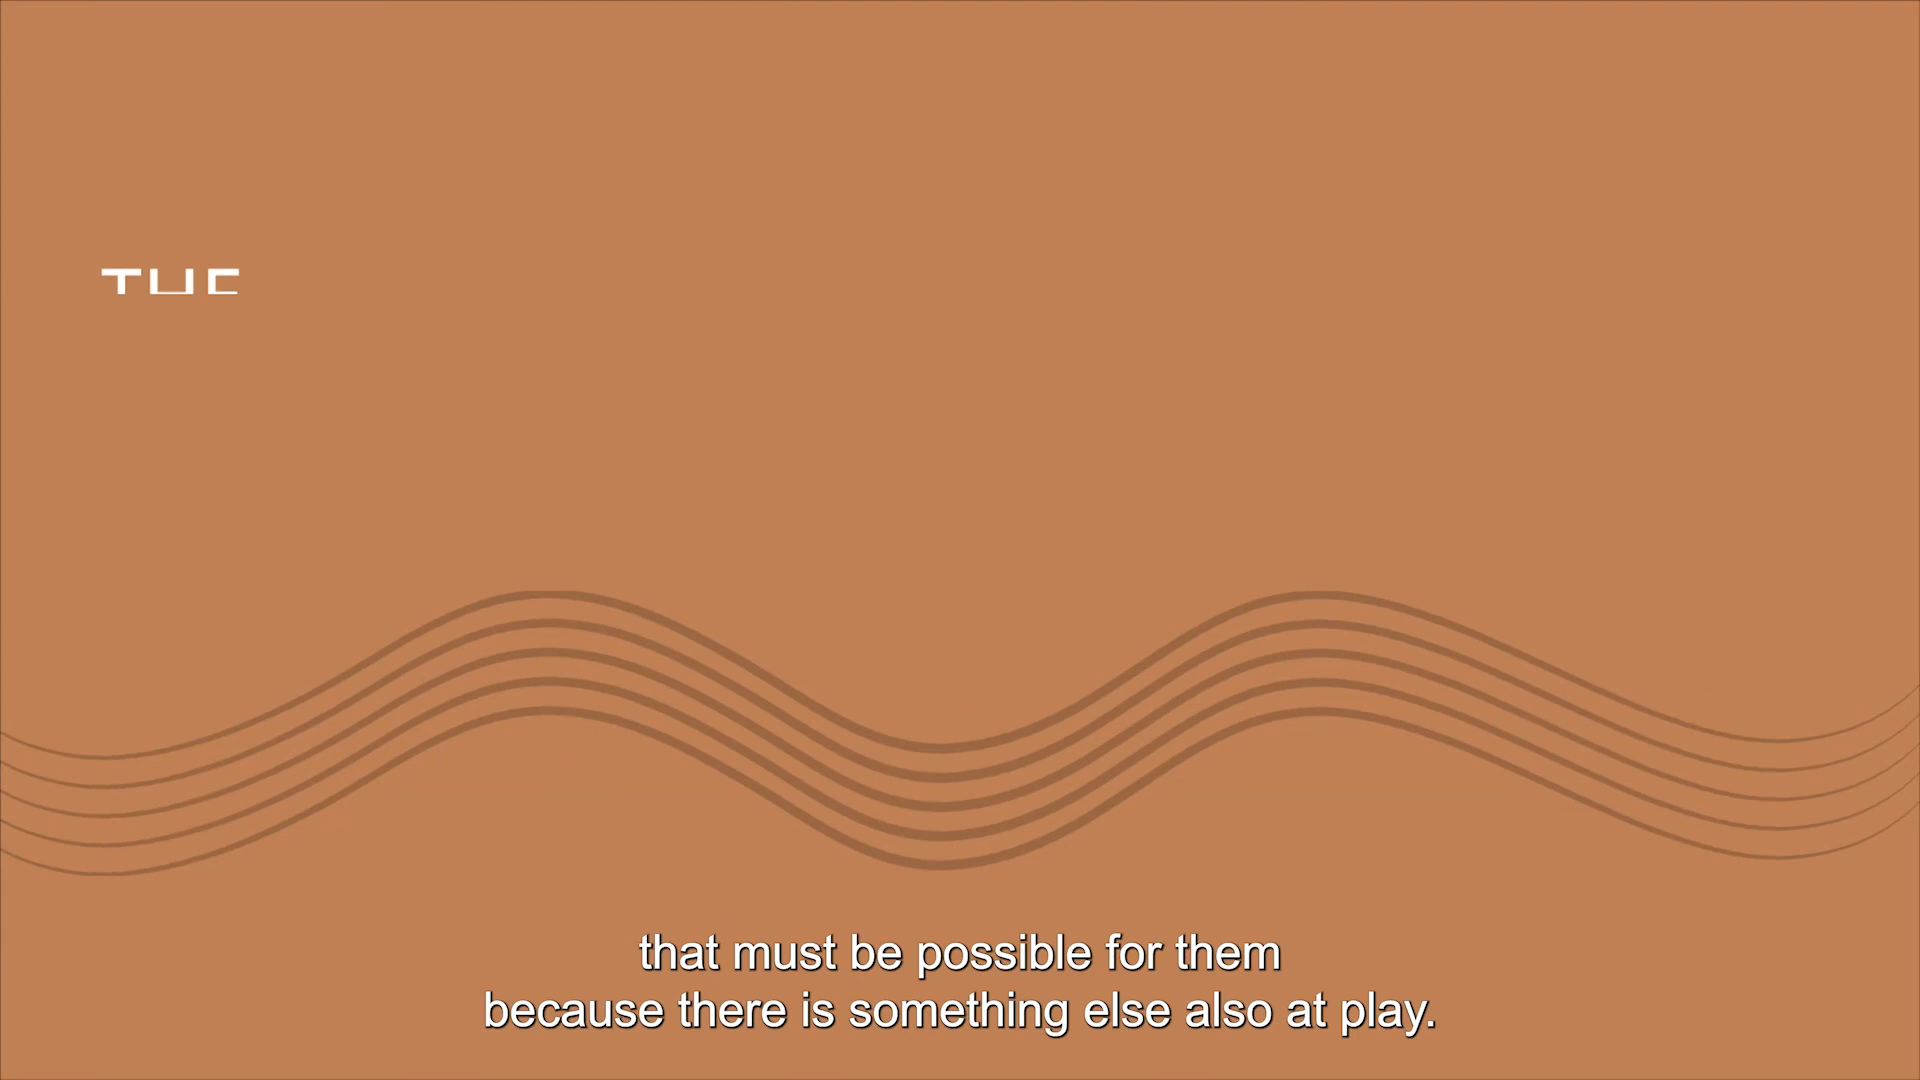 that must be possible for them
because there is something else also at play.